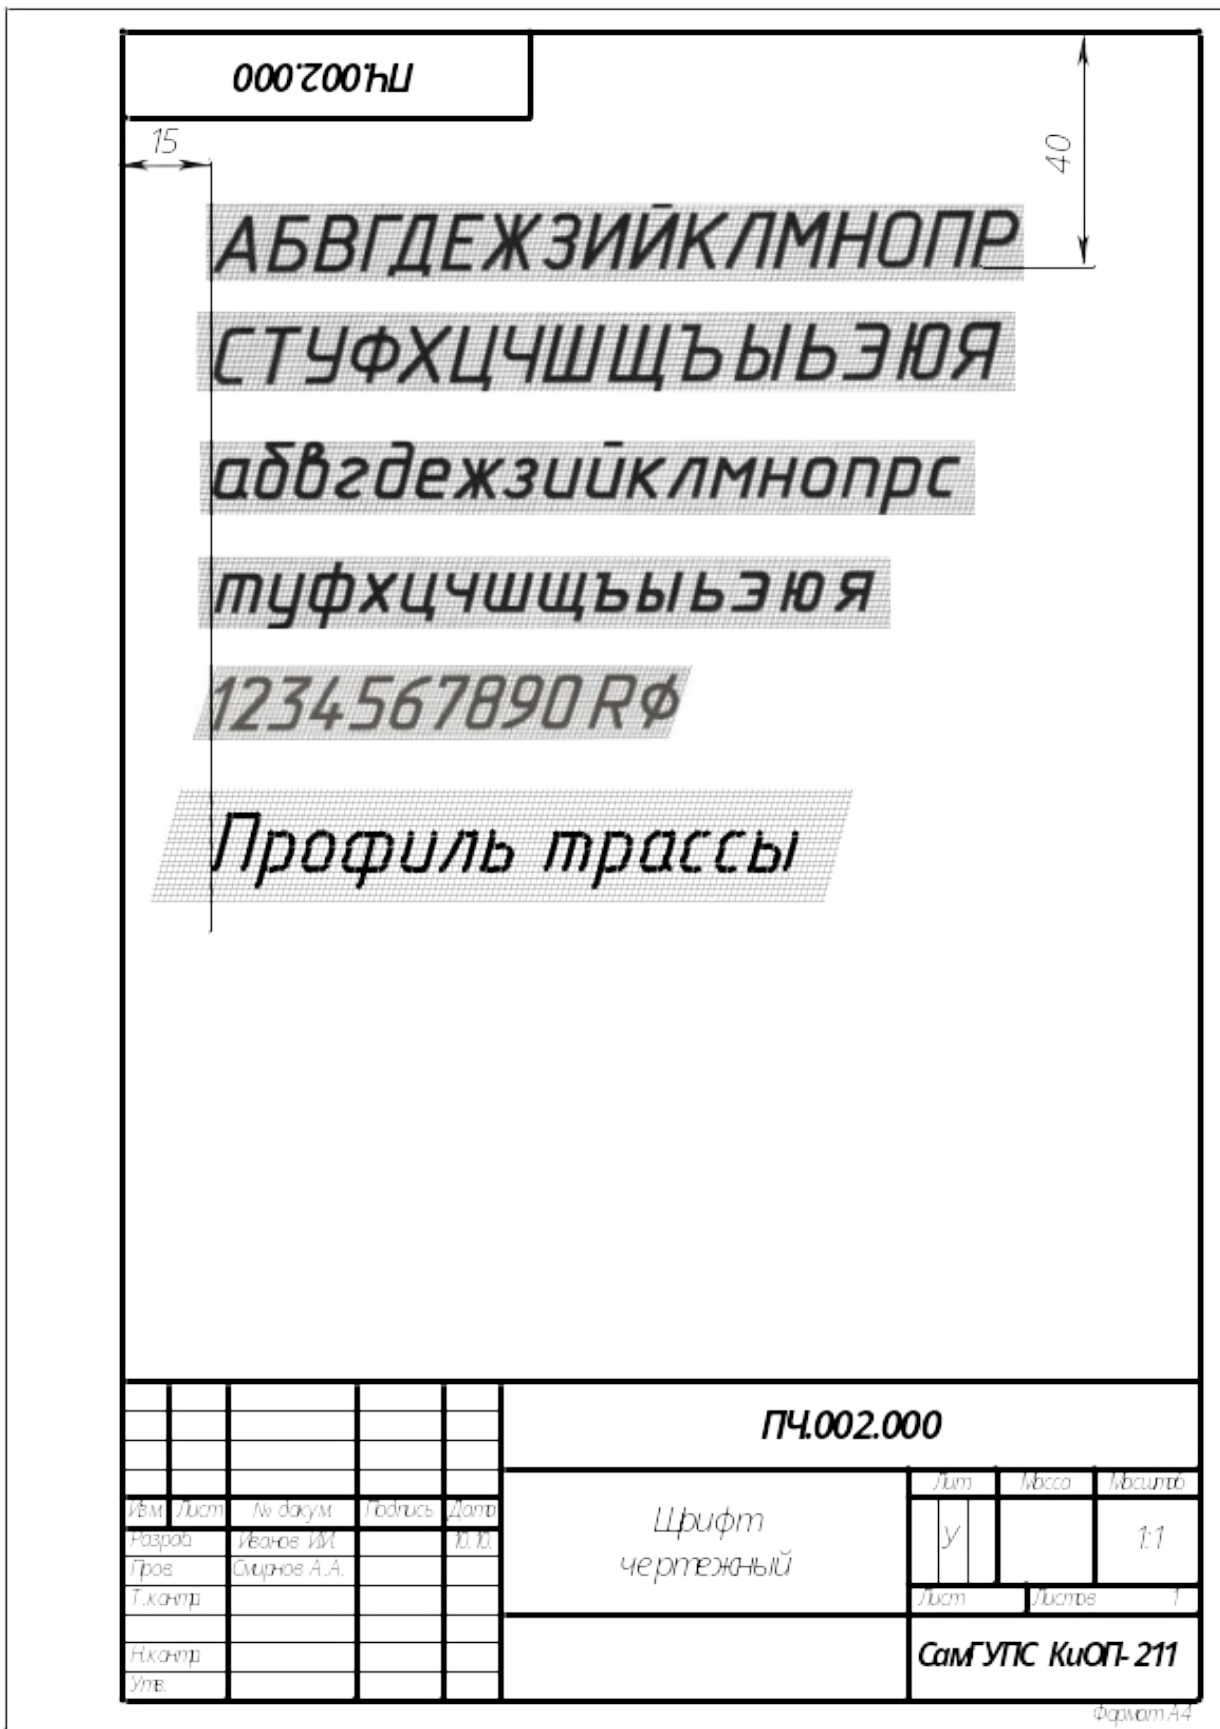 ПЧ.002.000
15
40
АБВГДЕЖЗИЙКЛМНОПР
СТУФХЦЧШЩЪЫЬЭЮЯ
абвгдежзийклмнопрс
туфхцчшщъыьэюя
1234567890 RØ
Профиль трассы
ПЧ.002.000
Лит Масса Масштаб
Изм Лист № докум Подпись Дата
Разраб Иванов И.И. 10.10.
Шрифт
чертежный
У 1:1
Пров Смирнов А.А.
Т.контр
Лист Листов 1
Н.контр
СамГУПС КиОП-211
Утв.
Формат А4